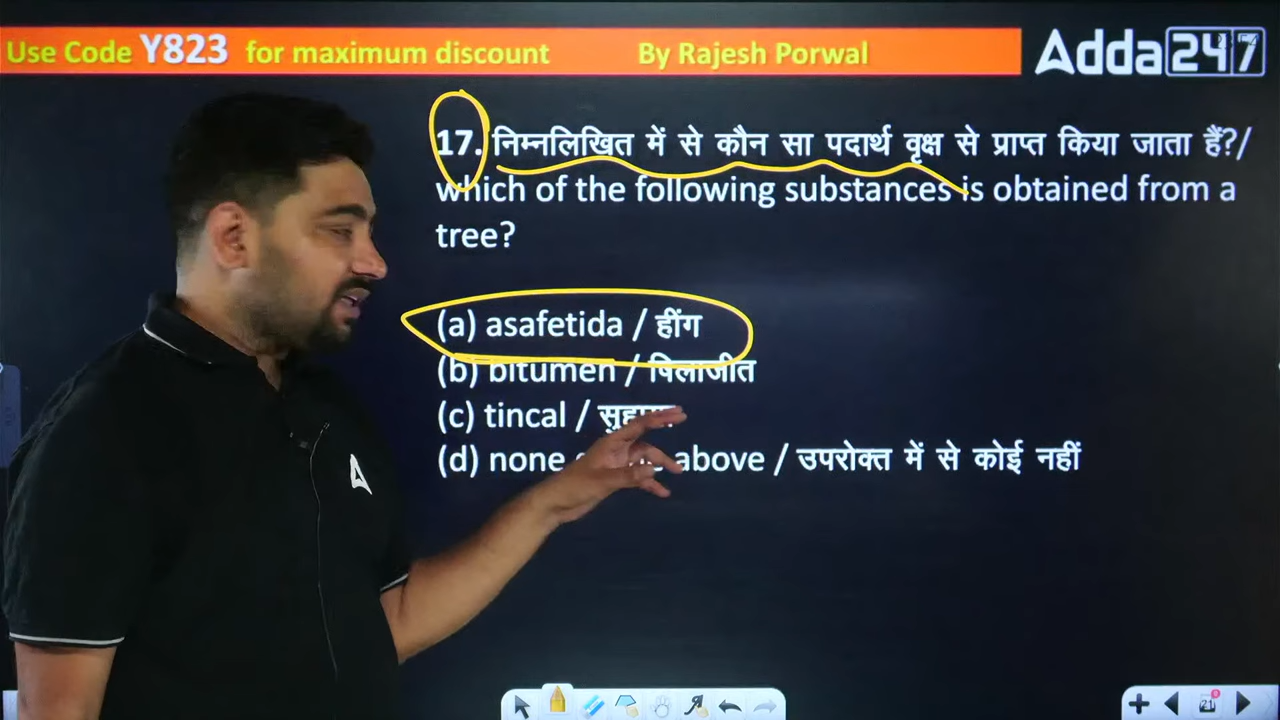 Use Code Y823 for maximum discount By Rajesh Porwal
Adda247
17. निम्नलिखित में से कौन सा पदार्थ वृक्ष से प्राप्त किया जाता हैं?/
which of the following substances is obtained from a
tree?
(a) asafetida / हींग
(b) bitumen / षिलाजीत
(c) tincal /
(d) none above / उपरोक्त में से कोई नहीं
21